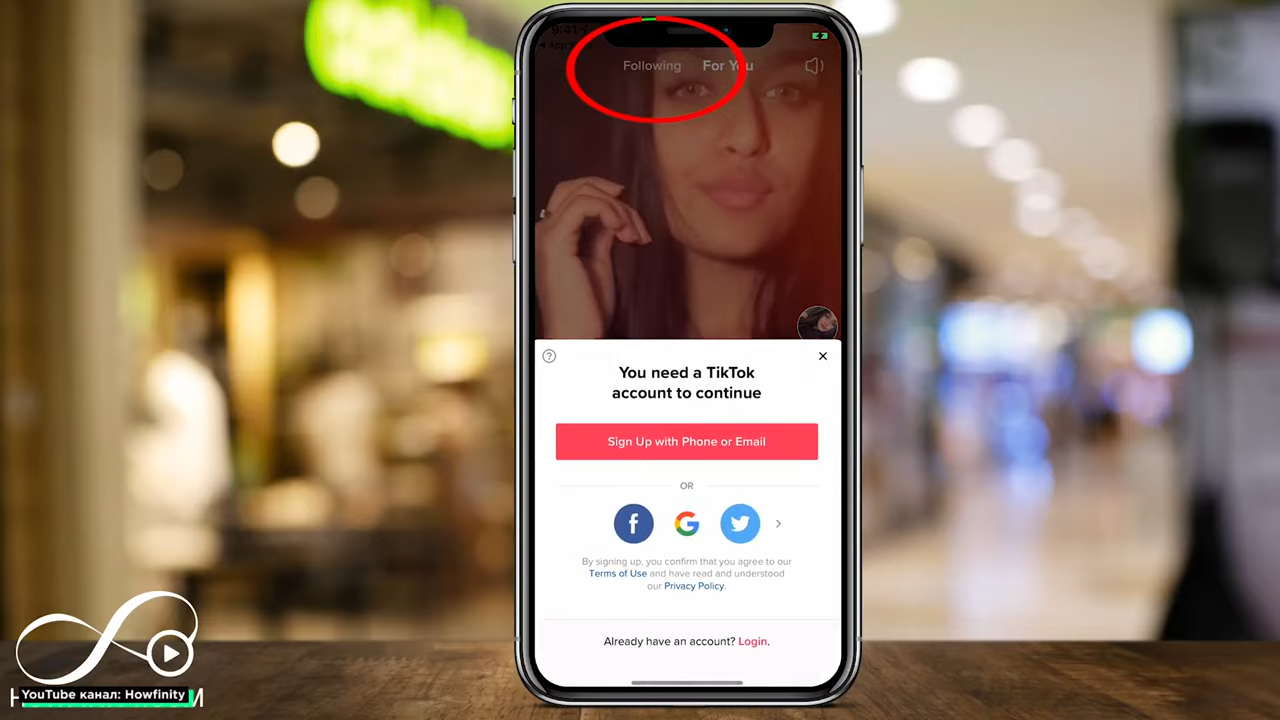 9:41
Following For You
You need a TikTok
account to continue
Sign Up with Phone or Email
OR
By signing up, you confirm that you agree to our
Terms of Use and have read and understood
our Privacy Policy.
Already have an account? Login.
YouTube канал: Howfinity